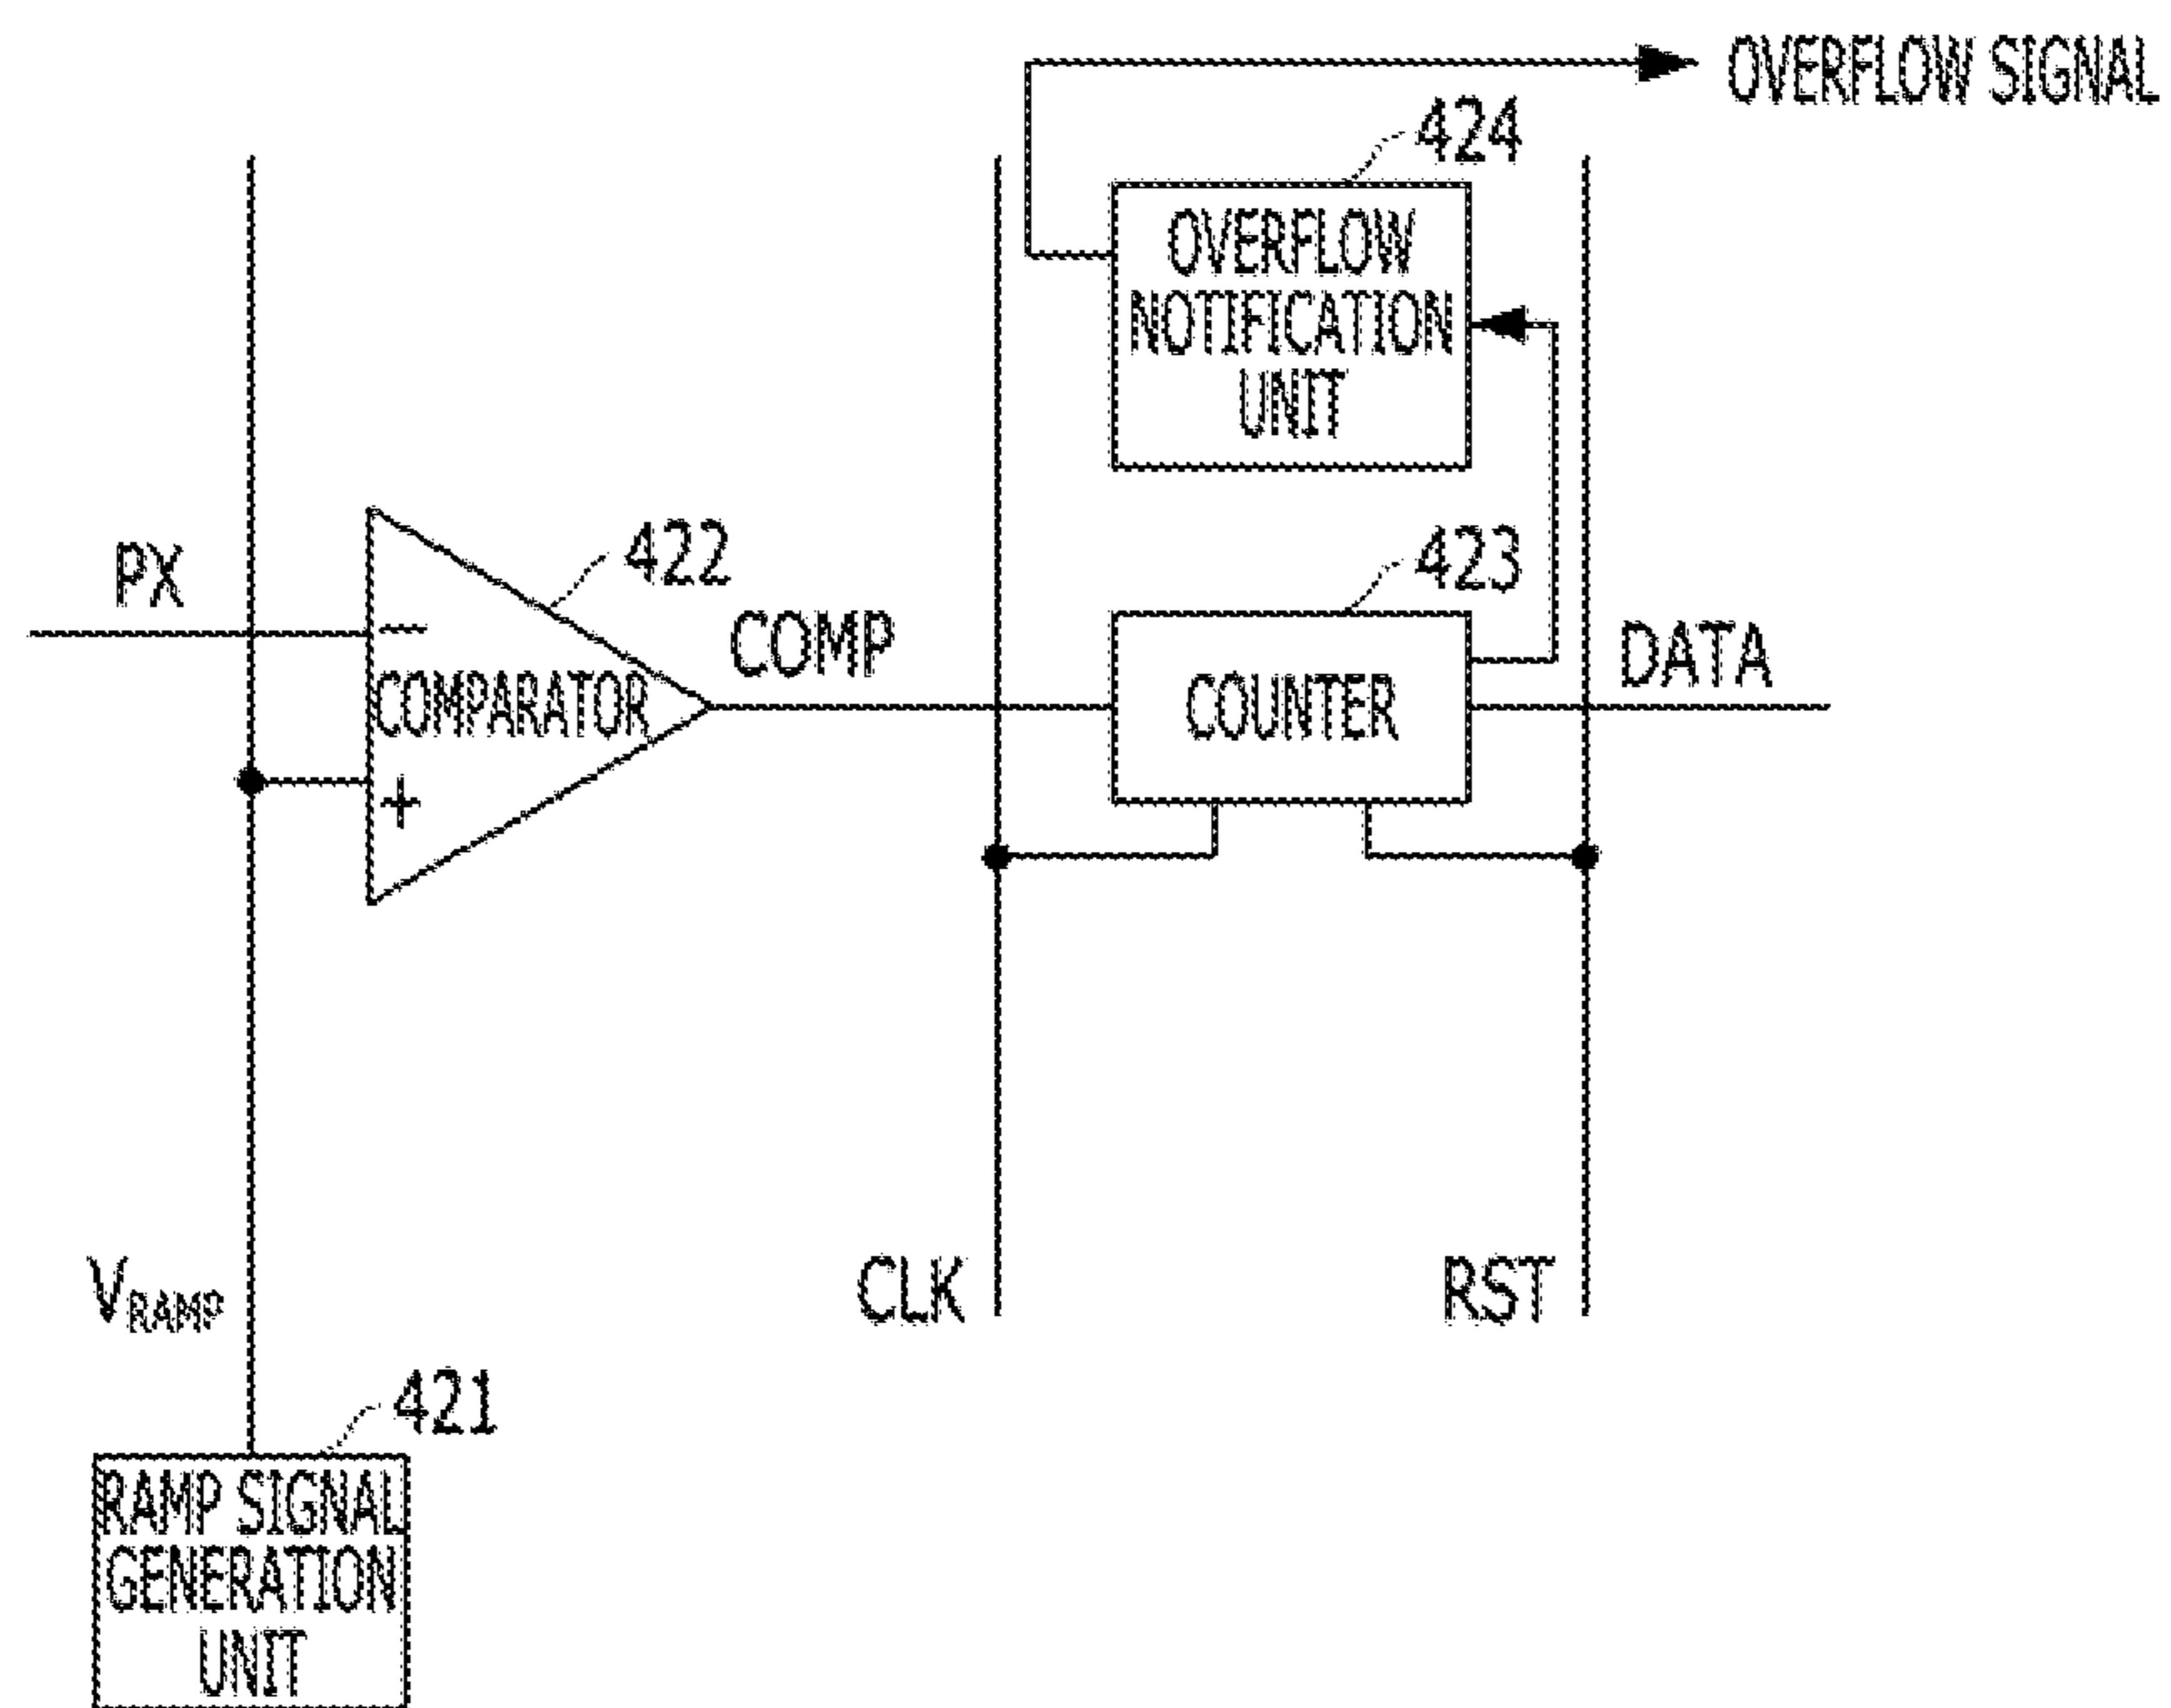 OVERFLOW SIGNAL
424
OVERFLOW
NOTIFICATION
UNIT
PX
422
COMP
423
DATA
−
COMPARATOR
+
COUNTER
VRAMP
CLK
RST
421
RAMP SIGNAL
GENERATION
UNIT